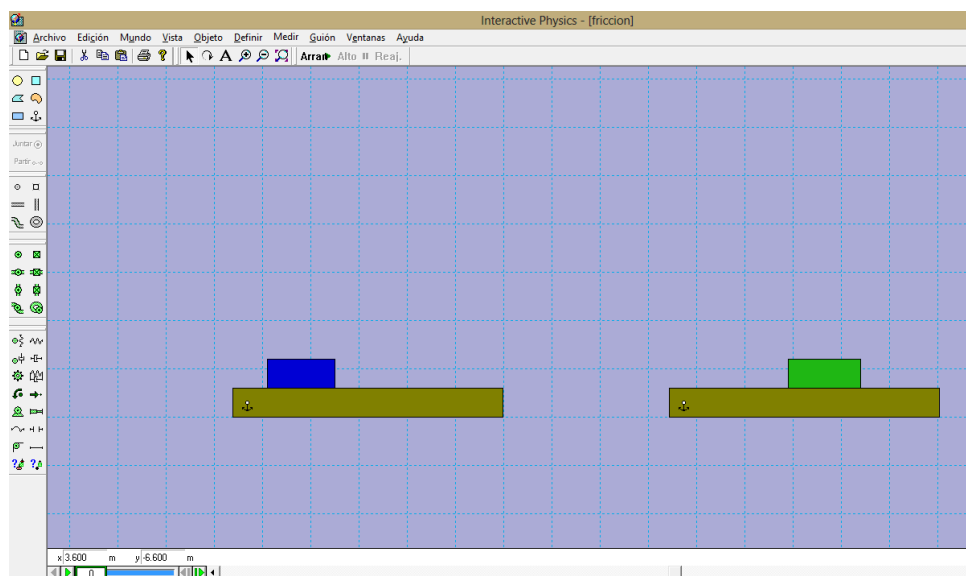 Interactive Physics - [friccion]
Archivo Edición Mundo Vista Objeto Definir Medir Guión Ventanas Ayuda
A Arran Alto II Reaj.
Juntar
Partir
x 3.600 m y -6.600 m
0